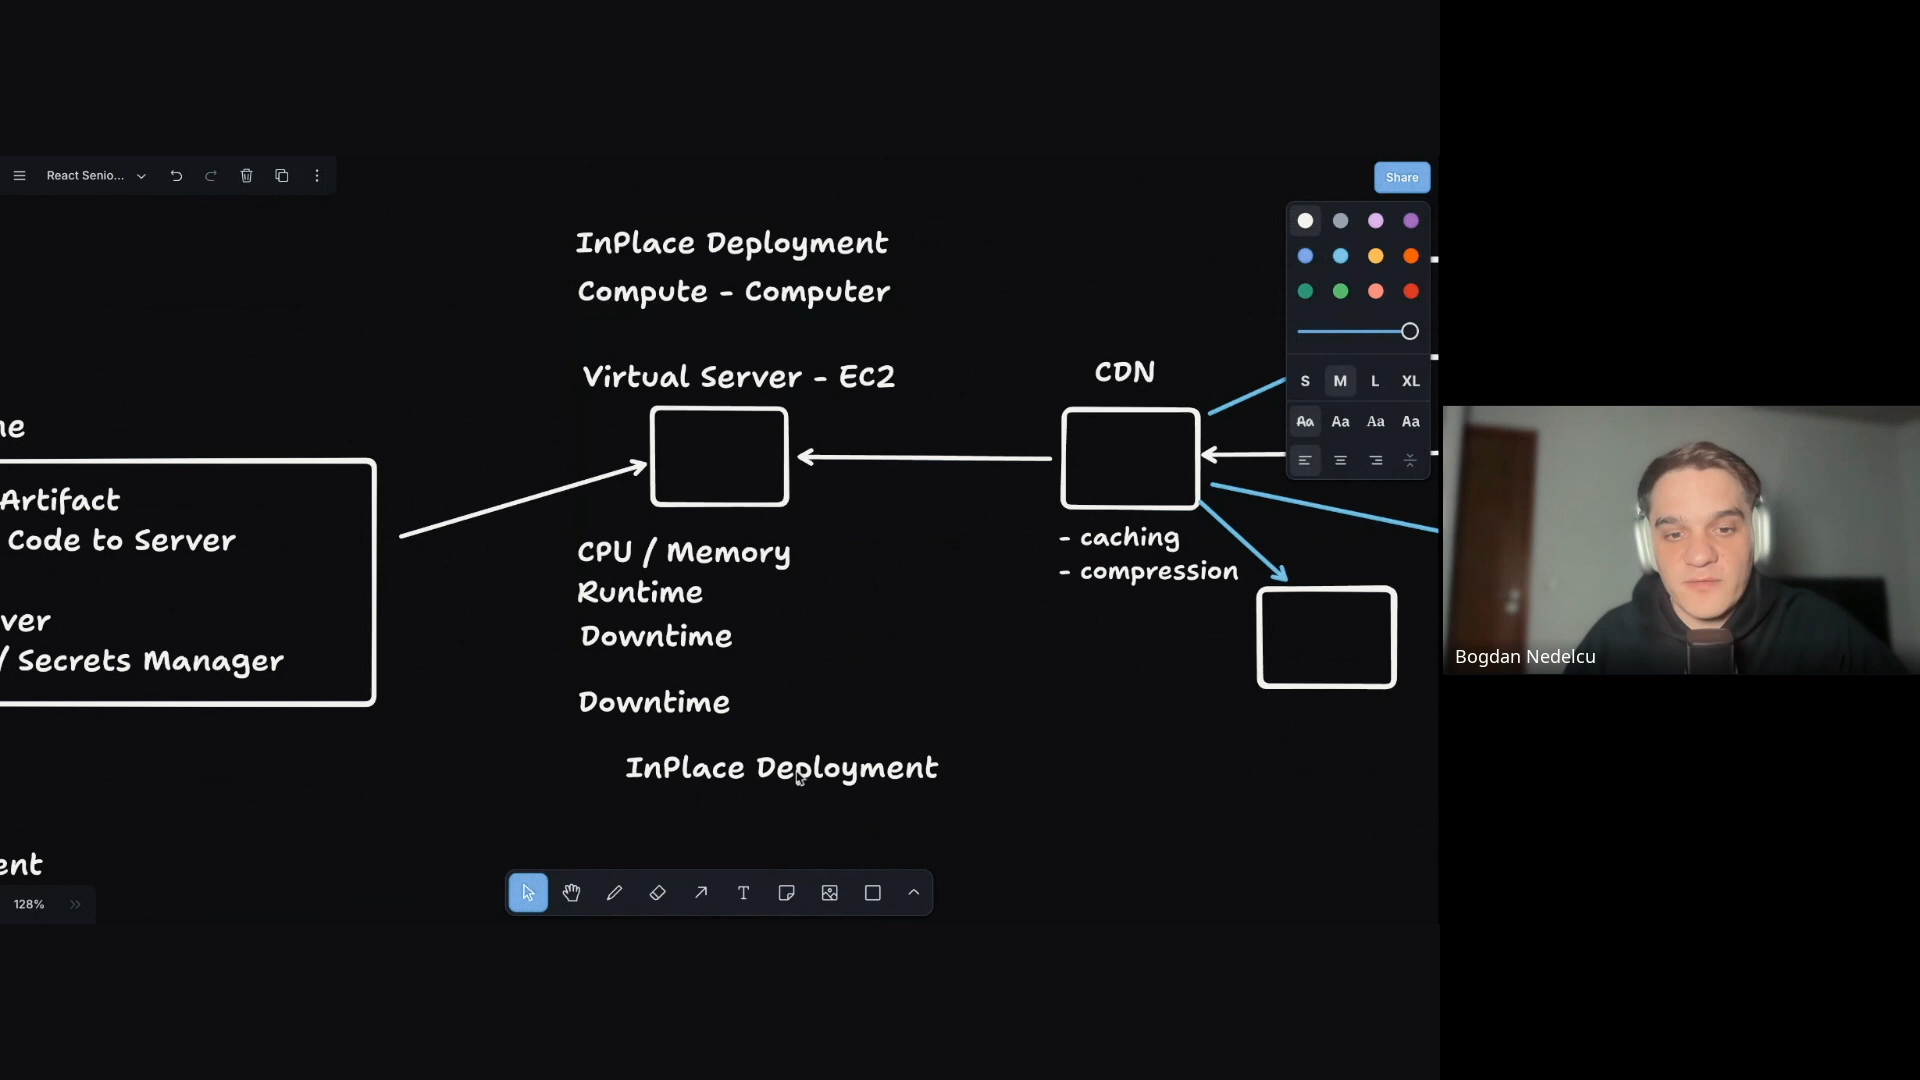 React Senio...
Share
InPlace Deployment
Compute - Computer
Virtual Server - EC2
CDN
S M L XL
Aa Aa Aa Aa
ne
Artifact
Code to Server
ver
/ Secrets Manager
CPU / Memory
Runtime
Downtime
Downtime
InPlace Deployment
- caching
- compression
Bogdan Nedelcu
ent
128%
T